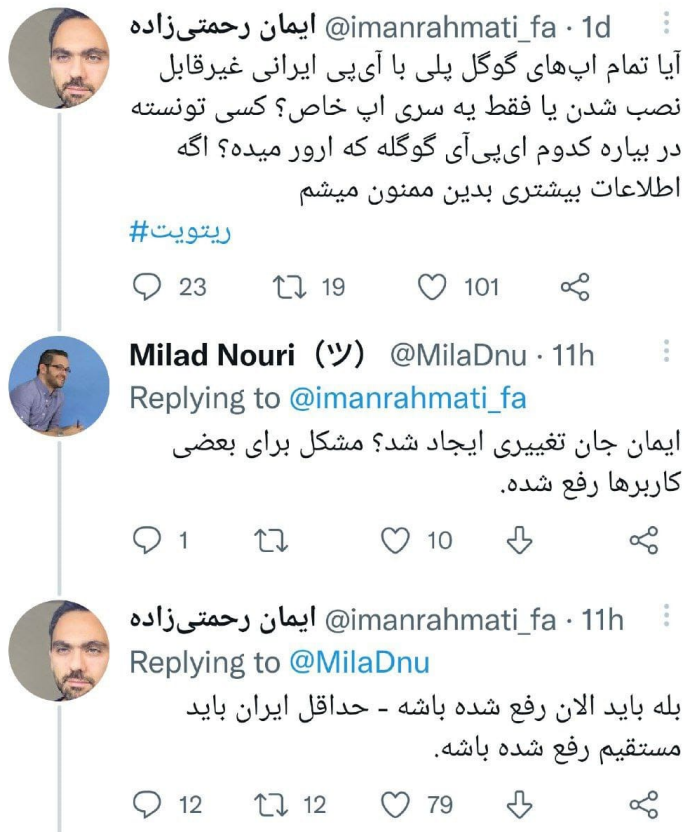 ایمان رحمتی‌زاده @imanrahmati_fa · 1d
آیا تمام اپ‌های گوگل پلی با آی‌پی ایرانی غیرقابل
نصب شدن یا فقط یه سری اپ خاص؟ کسی تونسته
در بیاره کدوم ای‌پی‌آی گوگله که ارور میده؟ اگه
اطلاعات بیشتری بدین ممنون میشم
#ریتویت
23 19 101
Milad Nouri (ツ) @MilaDnu · 11h
Replying to @imanrahmati_fa
ایمان جان تغییری ایجاد شد؟ مشکل برای بعضی
کاربرها رفع شده.
1 10
ایمان رحمتی‌زاده @imanrahmati_fa · 11h
Replying to @MilaDnu
بله باید الان رفع شده باشه - حداقل ایران باید
مستقیم رفع شده باشه.
12 12 79